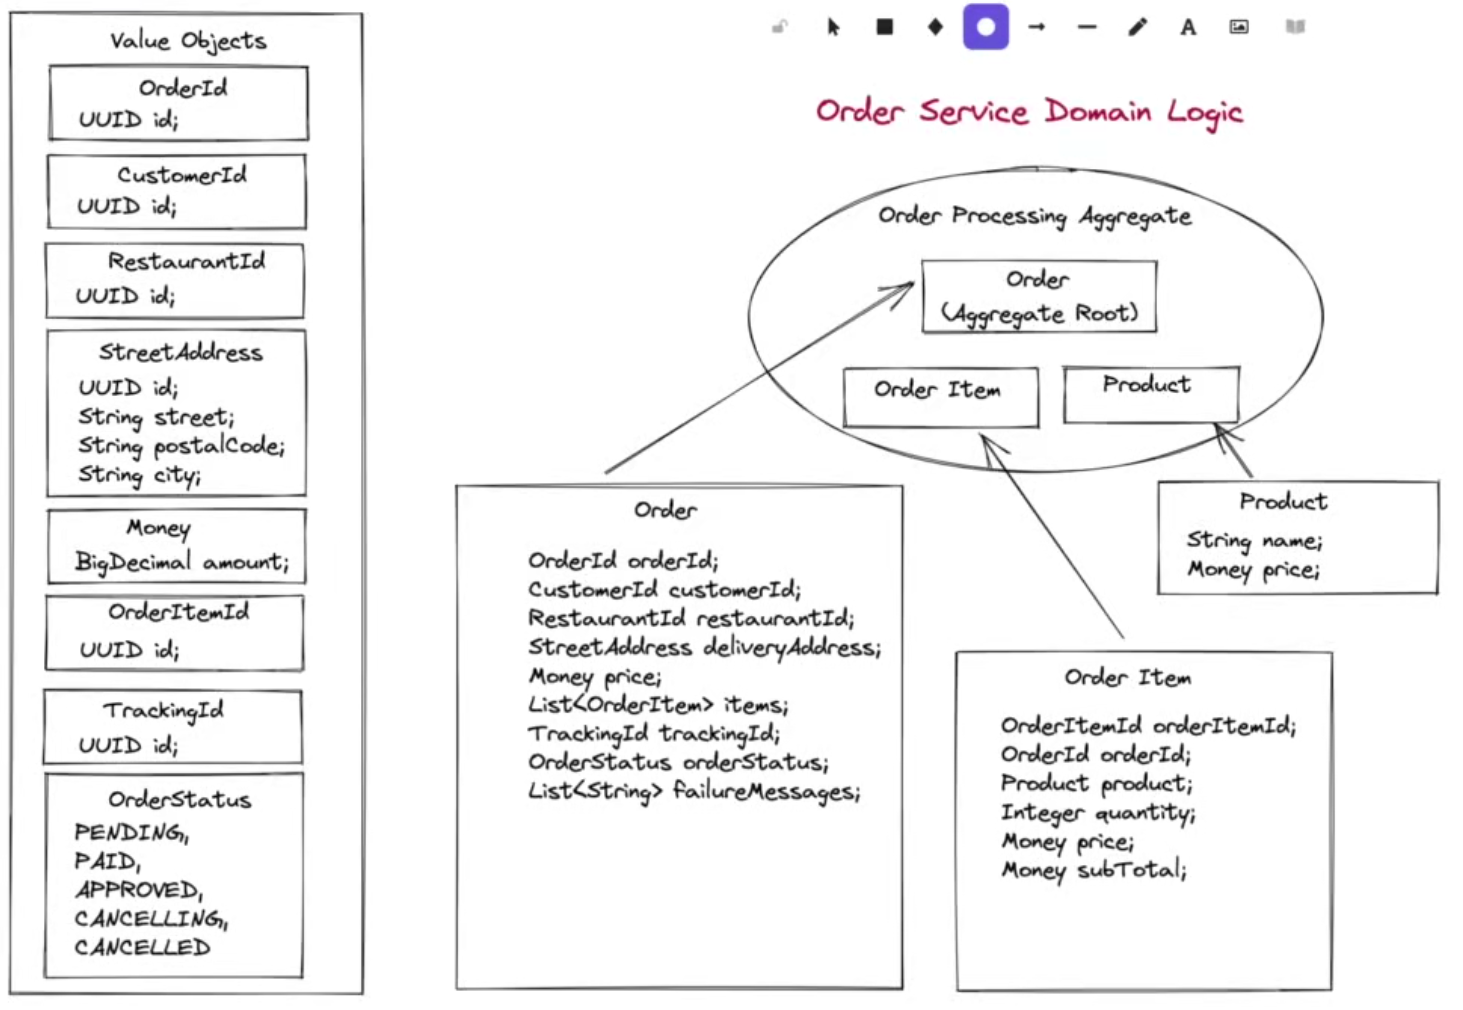 Value Objects
OrderId
UUID id;
CustomerId
UUID id;
RestaurantId
UUID id;
StreetAddress
UUID id;
String street;
String postalCode;
String city;
Money
BigDecimal amount;
OrderItemId
UUID id;
TrackingId
UUID id;
OrderStatus
PENDING,
PAID,
APPROVED,
CANCELLING,
CANCELLED
A
Order Service Domain Logic
Order Processing Aggregate
Order
(Aggregate Root)
Order Item
Product
Order
OrderId orderId;
CustomerId customerId;
RestaurantId restaurantId;
StreetAddress deliveryAddress;
Money price;
List<OrderItem> items;
TrackingId trackingId;
OrderStatus orderStatus;
List<String> failureMessages;
Product
String name;
Money price;
Order Item
OrderItemId orderItemId;
OrderId orderId;
Product product;
Integer quantity;
Money price;
Money subTotal;